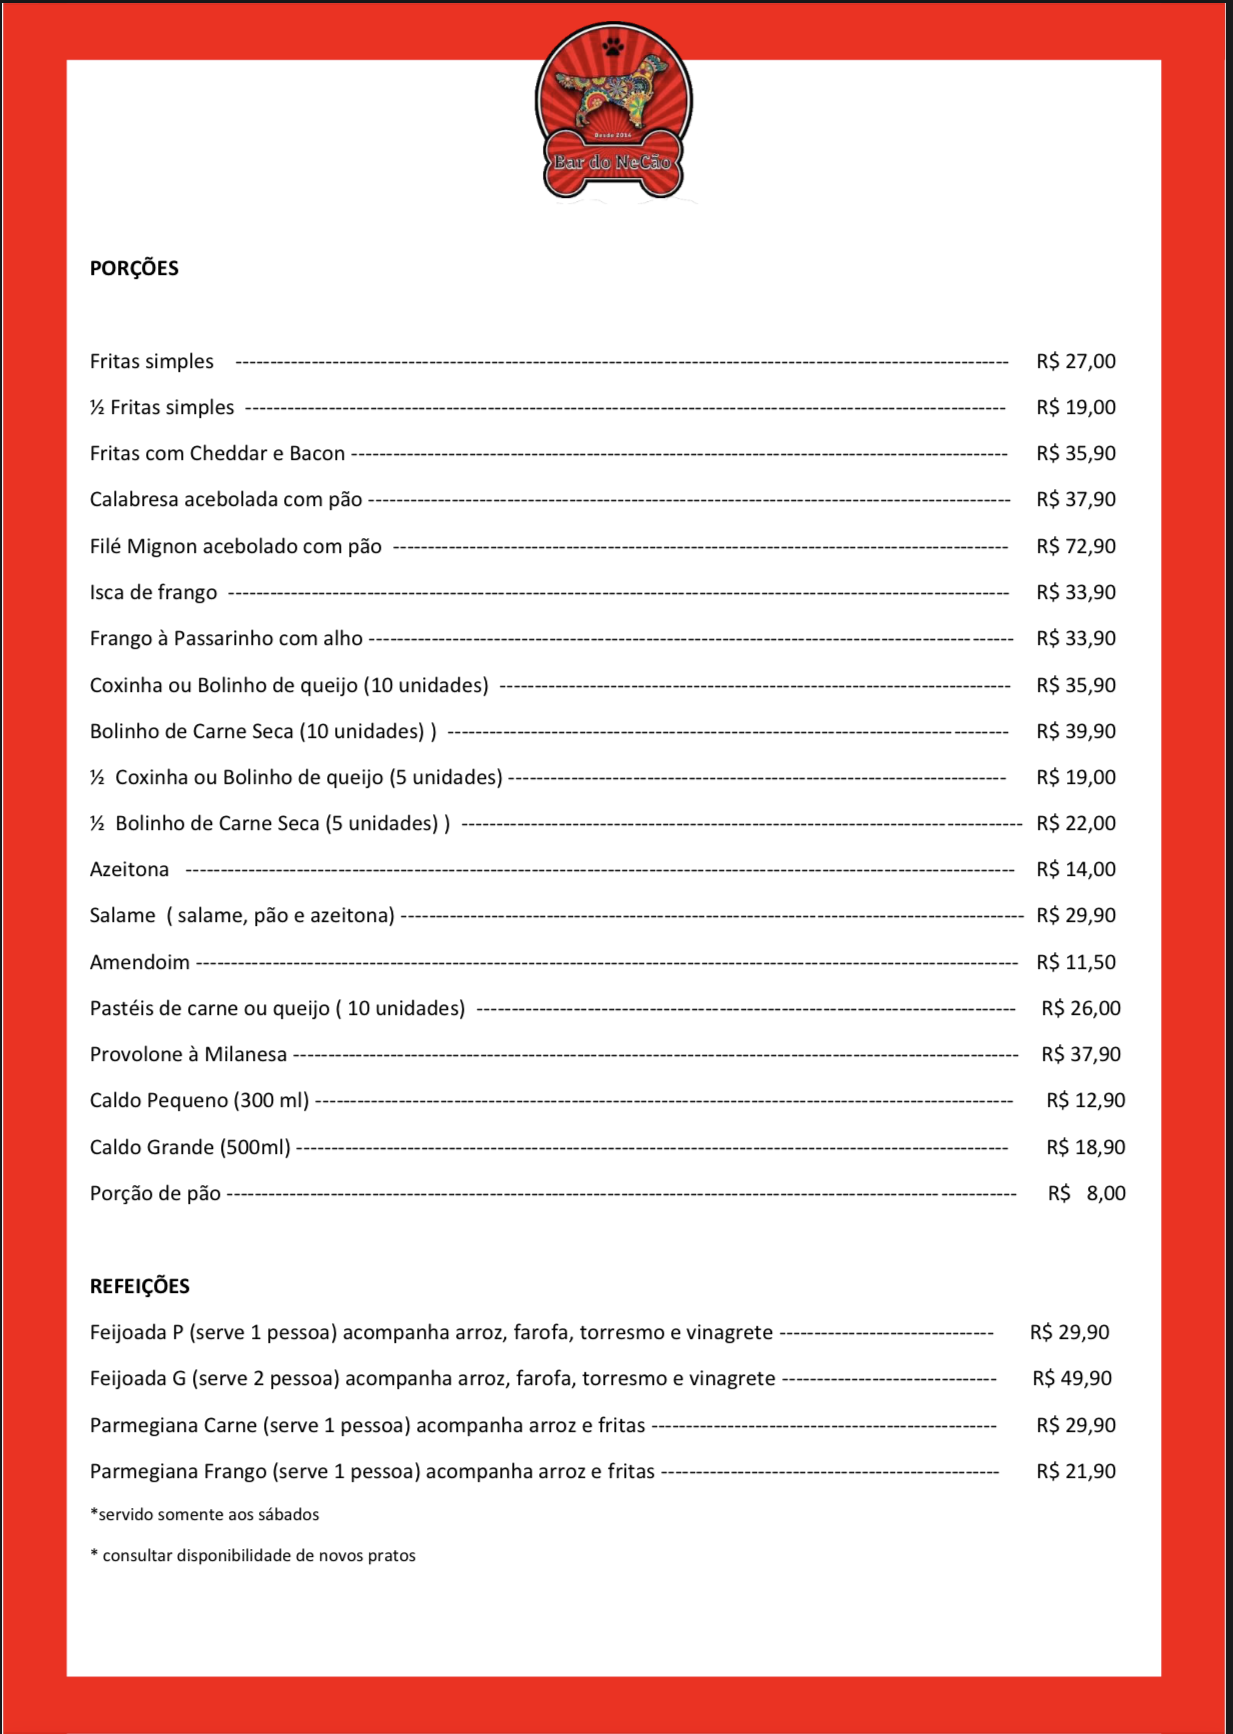 Desde 2014
Bar do NeCão
PORÇÕES
Fritas simples ---------------------------------------------------------------------------------------------------------------- R$ 27,00
½ Fritas simples -------------------------------------------------------------------------------------------------------------- R$ 19,00
Fritas com Cheddar e Bacon ----------------------------------------------------------------------------------------------- R$ 35,90
Calabresa acebolada com pão --------------------------------------------------------------------------------------------- R$ 37,90
Filé Mignon acebolado com pão ----------------------------------------------------------------------------------------- R$ 72,90
Isca de frango ----------------------------------------------------------------------------------------------------------------- R$ 33,90
Frango à Passarinho com alho --------------------------------------------------------------------------------------------- R$ 33,90
Coxinha ou Bolinho de queijo (10 unidades) -------------------------------------------------------------------------- R$ 35,90
Bolinho de Carne Seca (10 unidades) ) --------------------------------------------------------------------------------- R$ 39,90
½ Coxinha ou Bolinho de queijo (5 unidades) ------------------------------------------------------------------------ R$ 19,00
½ Bolinho de Carne Seca (5 unidades) ) --------------------------------------------------------------------------------- R$ 22,00
Azeitona ------------------------------------------------------------------------------------------------------------------------ R$ 14,00
Salame ( salame, pão e azeitona) ------------------------------------------------------------------------------------------ R$ 29,90
Amendoim ----------------------------------------------------------------------------------------------------------------------- R$ 11,50
Pastéis de carne ou queijo ( 10 unidades) ------------------------------------------------------------------------------ R$ 26,00
Provolone à Milanesa --------------------------------------------------------------------------------------------------------- R$ 37,90
Caldo Pequeno (300 ml) ----------------------------------------------------------------------------------------------------- R$ 12,90
Caldo Grande (500ml) ------------------------------------------------------------------------------------------------------- R$ 18,90
Porção de pão ------------------------------------------------------------------------------------------------------------------ R$ 8,00
REFEIÇÕES
Feijoada P (serve 1 pessoa) acompanha arroz, farofa, torresmo e vinagrete ------------------------------- R$ 29,90
Feijoada G (serve 2 pessoa) acompanha arroz, farofa, torresmo e vinagrete ------------------------------- R$ 49,90
Parmegiana Carne (serve 1 pessoa) acompanha arroz e fritas -------------------------------------------------- R$ 29,90
Parmegiana Frango (serve 1 pessoa) acompanha arroz e fritas ------------------------------------------------- R$ 21,90
*servido somente aos sábados
* consultar disponibilidade de novos pratos